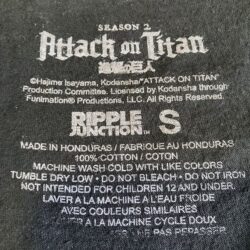 SEASON 2
Attack on Titan
進撃の巨人
©Hajime Isayama, Kodansha/"ATTACK ON TITAN"
Production Committee. Licensed by Kodansha through
Funimation® Productions, LLC. All Rights Reserved.
RIPPLE JUNCTION S
MADE IN HONDURAS / FABRIQUE AU HONDURAS
100% COTTON / COTON
MACHINE WASH COLD WITH LIKE COLORS
TUMBLE DRY LOW • DO NOT BLEACH • DO NOT IRON
NOT INTENDED FOR CHILDREN 12 AND UNDER.
LAVER A LA MACHINE A L'EAU FROIDE
AVEC COULEURS SIMILAIRES
LAVER A LA MACHINE CYCLE DOUX
NE PAS REPASSER